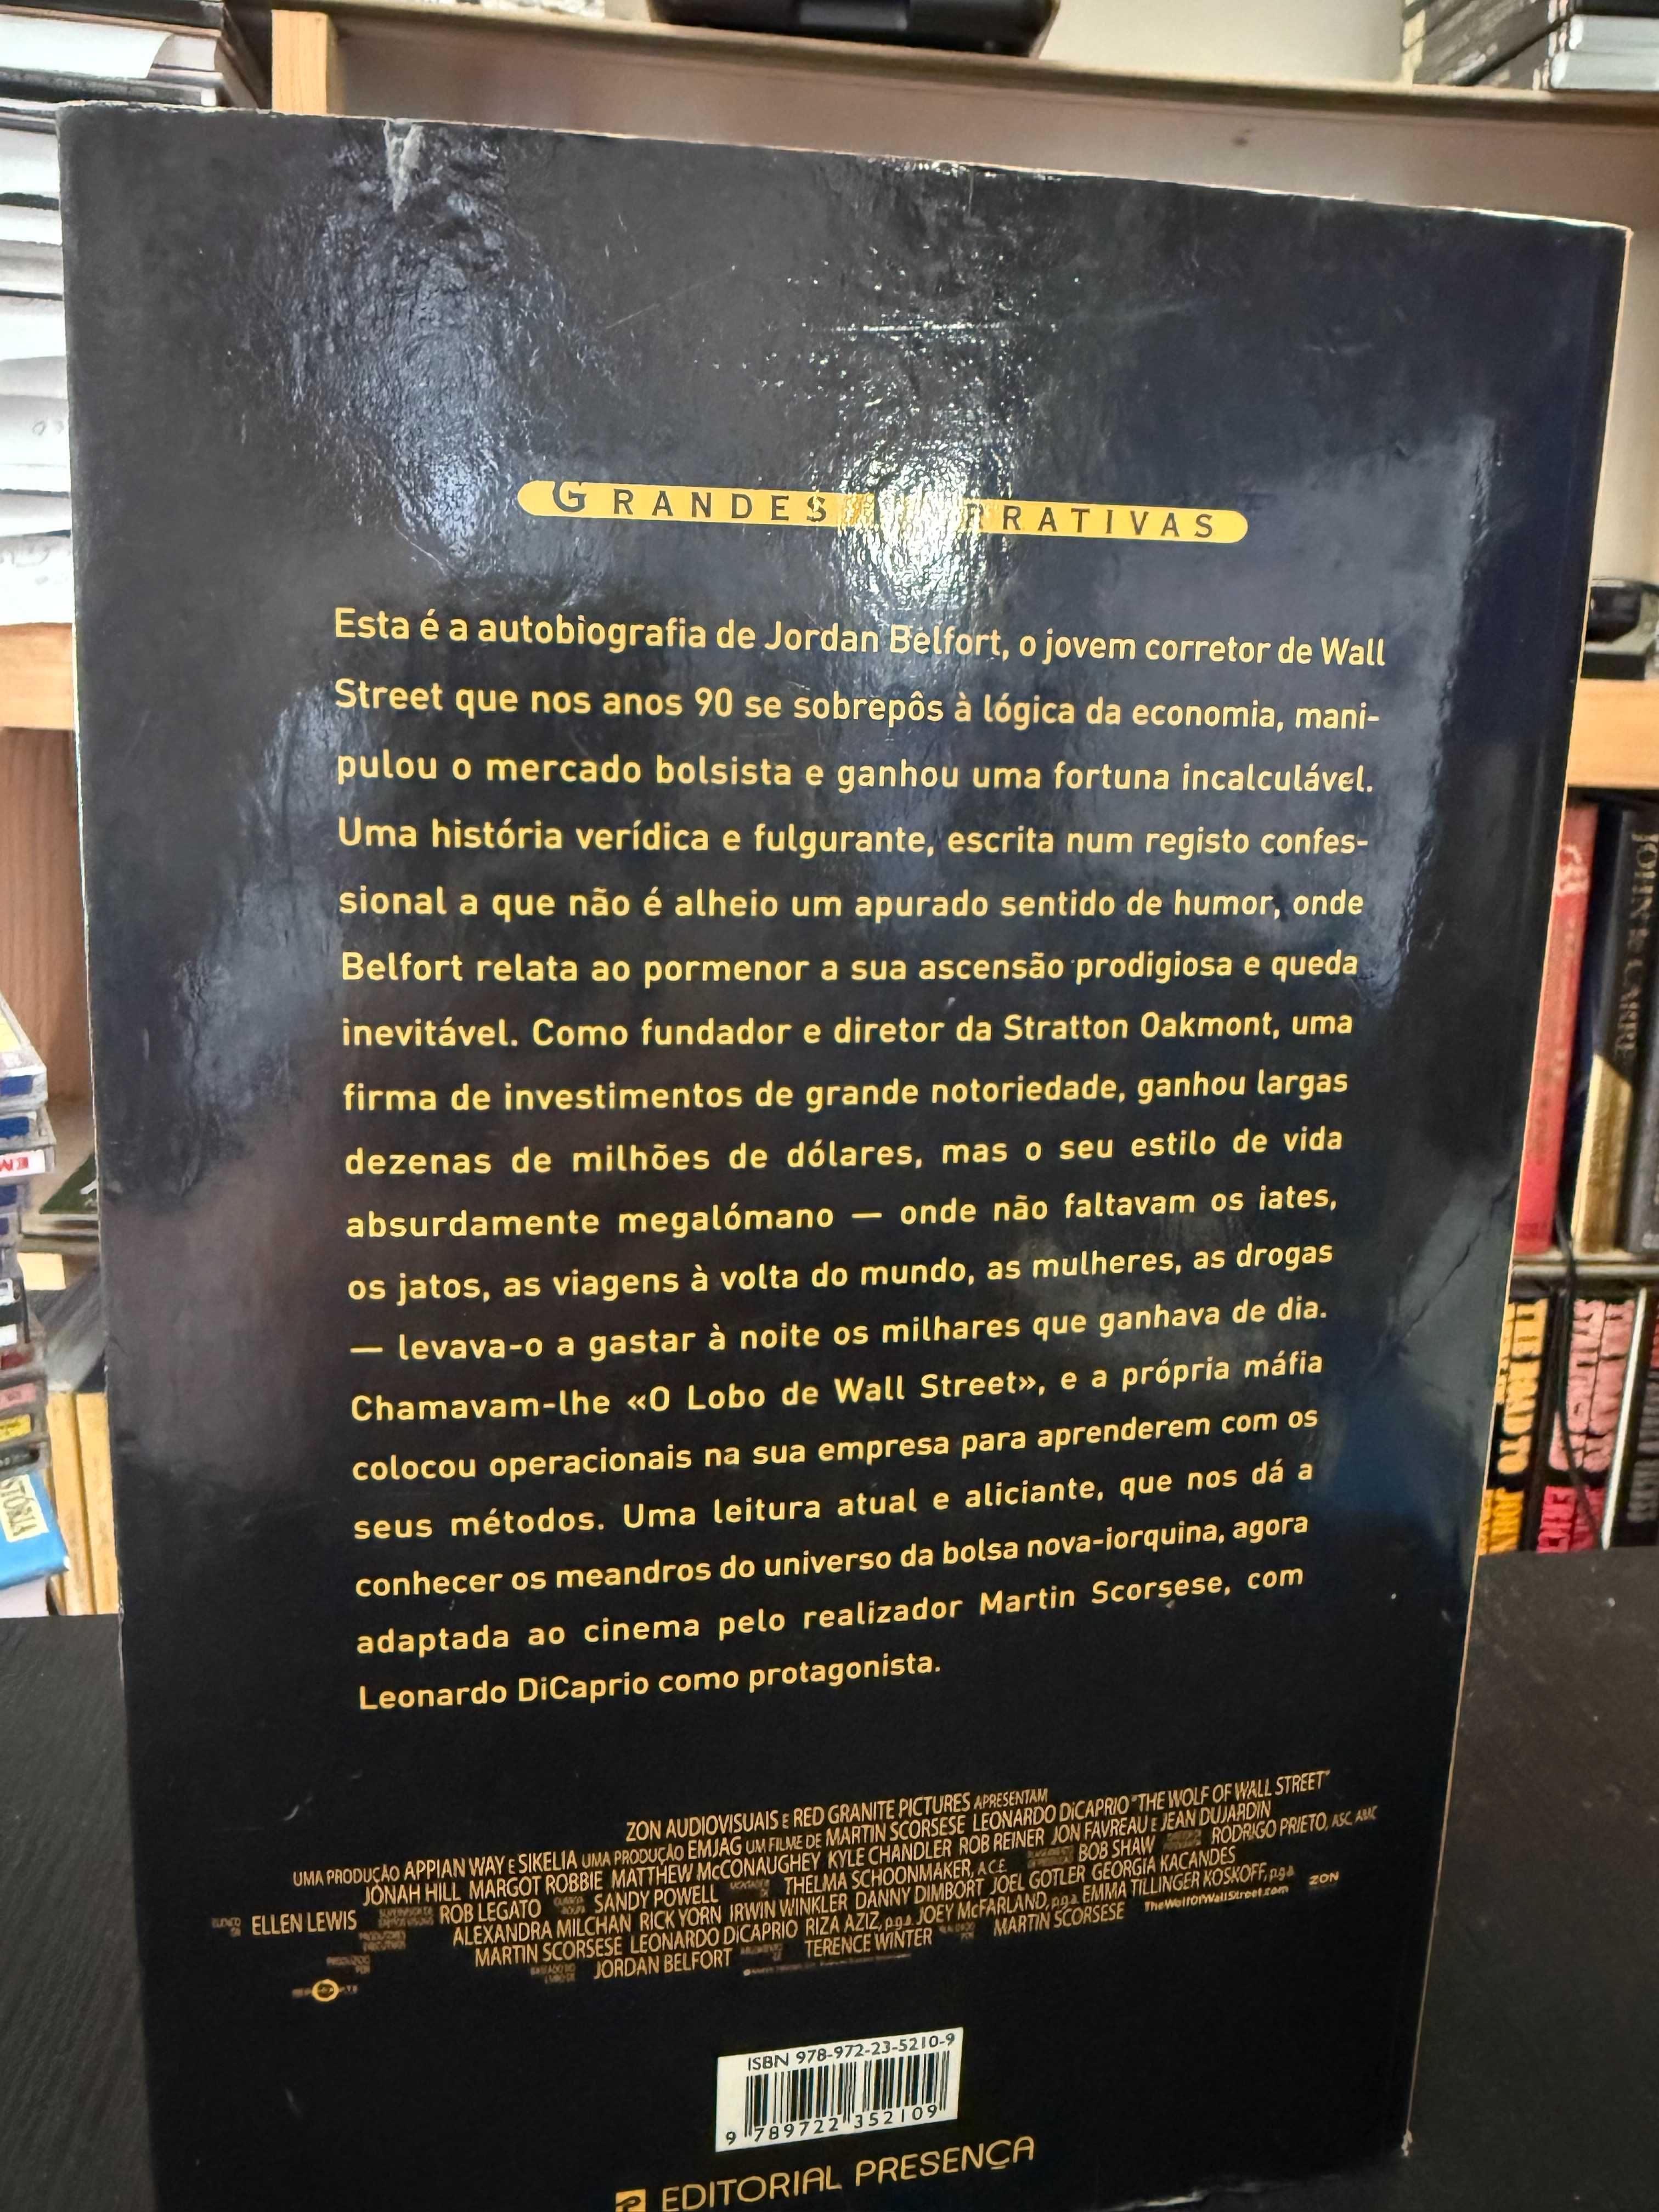 GRANDES NARRATIVAS
Esta é a autobiografia de Jordan Belfort, o jovem corretor de Wall
Street que nos anos 90 se sobrepôs à lógica da economia, mani-
pulou o mercado bolsista e ganhou uma fortuna incalculável.
Uma história verídica e fulgurante, escrita num registo confes-
sional a que não é alheio um apurado sentido de humor, onde
Belfort relata ao pormenor a sua ascensão prodigiosa e queda
inevitável. Como fundador e diretor da Stratton Oakmont, uma
firma de investimentos de grande notoriedade, ganhou largas
dezenas de milhões de dólares, mas o seu estilo de vida
absurdamente megalómano — onde não faltavam os iates,
os jatos, as viagens à volta do mundo, as mulheres, as drogas
— levava-o a gastar à noite os milhares que ganhava de dia.
Chamavam-lhe «O Lobo de Wall Street», e a própria máfia
colocou operacionais na sua empresa para aprenderem com os
seus métodos. Uma leitura atual e aliciante, que nos dá a
conhecer os meandros do universo da bolsa nova-iorquina, agora
adaptada ao cinema pelo realizador Martin Scorsese, com
Leonardo DiCaprio como protagonista.
ZON AUDIOVISUAIS E RED GRANITE PICTURES APRESENTAM
UMA PRODUÇÃO APPIAN WAY E SIKELIA UMA PRODUÇÃO EMJAG UM FILME DE MARTIN SCORSESE LEONARDO DiCAPRIO "THE WOLF OF WALL STREET"
JONAH HILL MARGOT ROBBIE MATTHEW McCONAUGHEY KYLE CHANDLER ROB REINER JON FAVREAU E JEAN DUJARDIN
ELLEN LEWIS ROB LEGATO SANDY POWELL THELMA SCHOONMAKER, A.C.E. BOB SHAW RODRIGO PRIETO, ASC, AMC
ALEXANDRA MILCHAN RICK YORN IRWIN WINKLER DANNY DIMBORT JOEL GOTLER GEORGIA KACANDES
MARTIN SCORSESE LEONARDO DiCAPRIO RIZA AZIZ, p.g.a. JOEY McFARLAND, p.g.a. EMMA TILLINGER KOSKOFF, p.g.a.
JORDAN BELFORT TERENCE WINTER MARTIN SCORSESE TheWolfOfWallStreet.com ZON
ISBN 978-972-23-5210-9
9 789722 352109
EDITORIAL PRESENÇA
JOHN LE CARRÉ